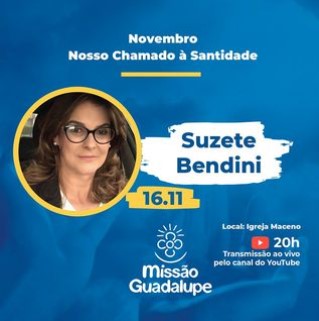 Novembro
Nosso Chamado à Santidade
Suzete
Bendini
16.11
Local: Igreja Maceno
20h
Transmissão ao vivo
pelo canal do YouTube
Missão
Guadalupe